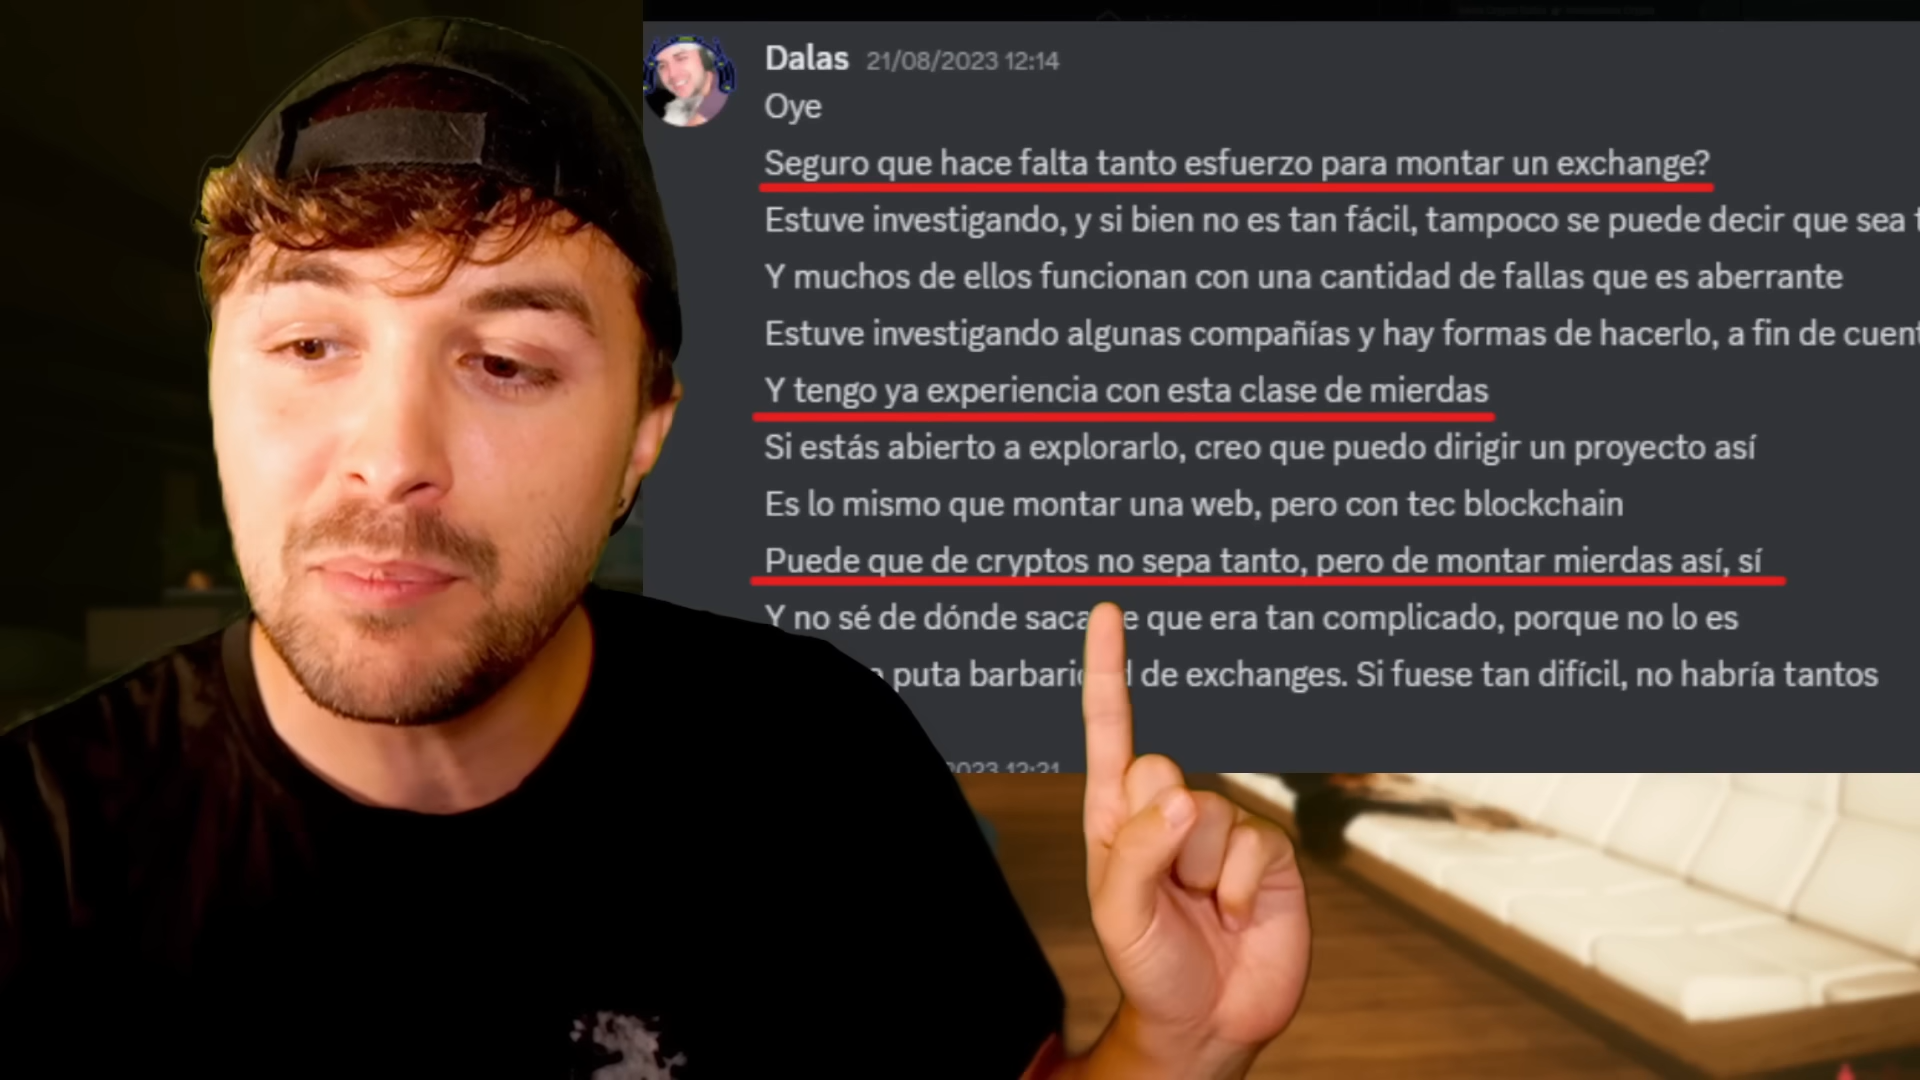 Dalas 21/08/2023 12:14
Oye
Seguro que hace falta tanto esfuerzo para montar un exchange?
Estuve investigando, y si bien no es tan fácil, tampoco se puede decir que sea
Y muchos de ellos funcionan con una cantidad de fallas que es aberrante
Estuve investigando algunas compañías y hay formas de hacerlo, a fin de cuent
Y tengo ya experiencia con esta clase de mierdas
Si estás abierto a explorarlo, creo que puedo dirigir un proyecto así
Es lo mismo que montar una web, pero con tec blockchain
Puede que de cryptos no sepa tanto, pero de montar mierdas así, sí
Y no sé de dónde que era tan complicado, porque no lo es
puta de exchanges. Si fuese tan difícil, no habría tantos